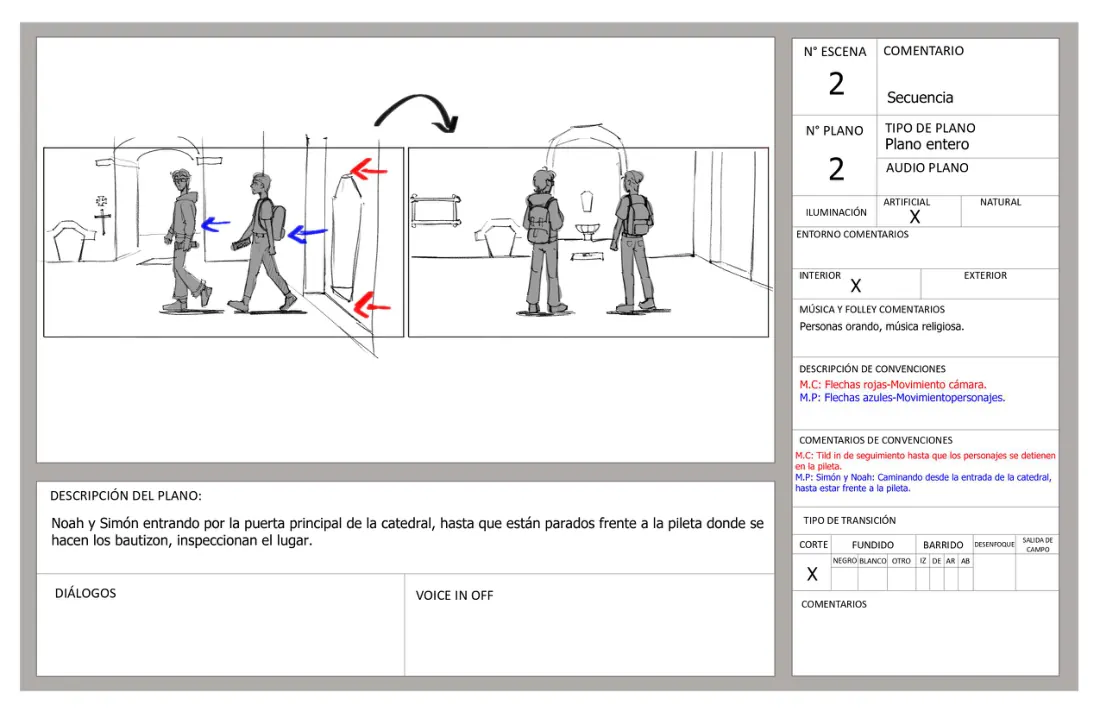 N° ESCENA
2
COMENTARIO
Secuencia
N° PLANO
2
TIPO DE PLANO
Plano entero
AUDIO PLANO
ILUMINACIÓN
ARTIFICIAL
X
NATURAL
ENTORNO COMENTARIOS
INTERIOR
X
EXTERIOR
MÚSICA Y FOLLEY COMENTARIOS
Personas orando, música religiosa.
DESCRIPCIÓN DE CONVENCIONES
M.C: Flechas rojas-Movimiento cámara.
M.P: Flechas azules-Movimientopersonajes.
COMENTARIOS DE CONVENCIONES
M.C: Tild in de seguimiento hasta que los personajes se detienen
en la pileta.
M.P: Simón y Noah: Caminando desde la entrada de la catedral,
hasta estar frente a la pileta.
TIPO DE TRANSICIÓN
CORTE
X
FUNDIDO
NEGRO BLANCO OTRO
BARRIDO
IZ DE AR AB
DESENFOQUE
SALIDA DE
CAMPO
COMENTARIOS
DESCRIPCIÓN DEL PLANO:
Noah y Simón entrando por la puerta principal de la catedral, hasta que están parados frente a la pileta donde se
hacen los bautizon, inspeccionan el lugar.
DIÁLOGOS
VOICE IN OFF